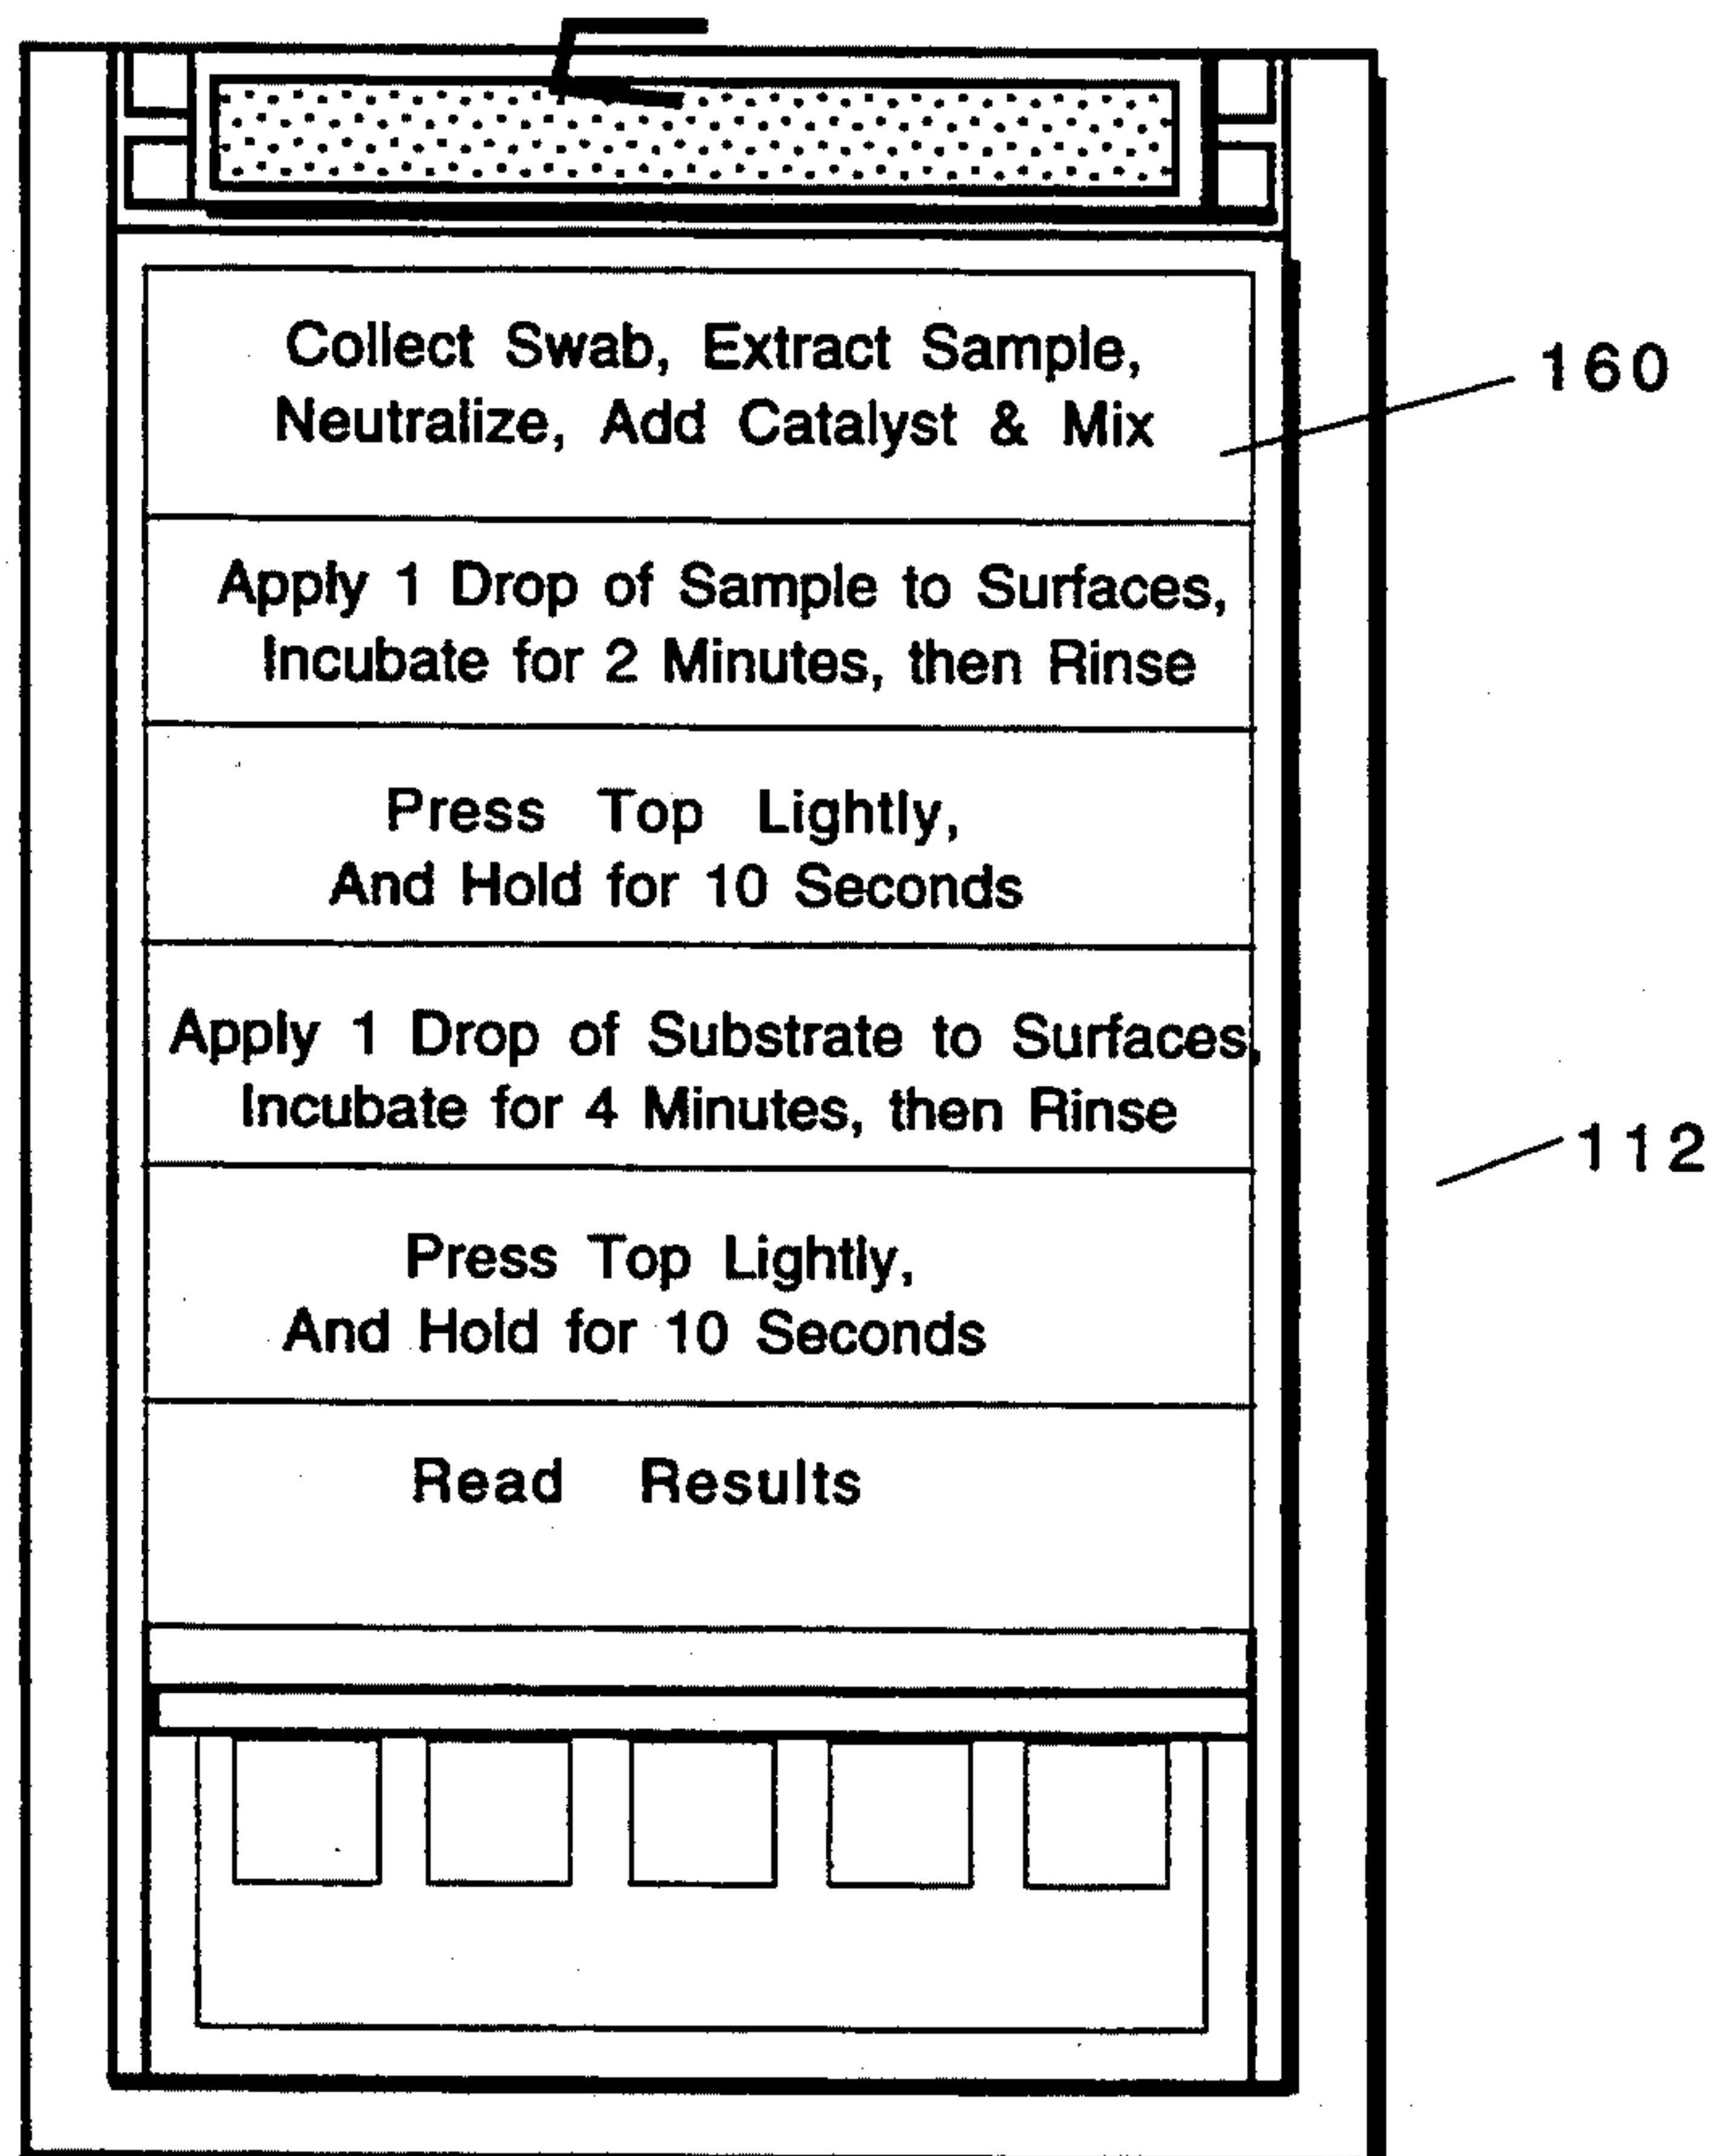 Collect Swab, Extract Sample,
Neutralize, Add Catalyst & Mix
160
Apply 1 Drop of Sample to Surfaces,
Incubate for 2 Minutes, then Rinse
Press Top Lightly,
And Hold for 10 Seconds
Apply 1 Drop of Substrate to Surfaces,
Incubate for 4 Minutes, then Rinse
112
Press Top Lightly,
And Hold for 10 Seconds
Read Results